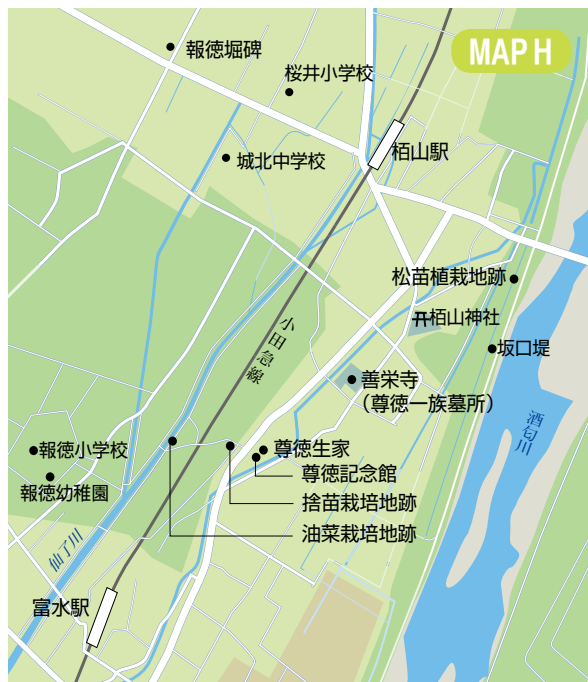 MAP H
報徳堀碑
桜井小学校
栢山駅
城北中学校
松苗植栽地跡
栢山神社
坂口堤
小田急線
善栄寺
（尊徳一族墓所）
酒匂川
報徳小学校
尊徳生家
尊徳記念館
報徳幼稚園
捨苗栽培地跡
油菜栽培地跡
仙了川
富水駅